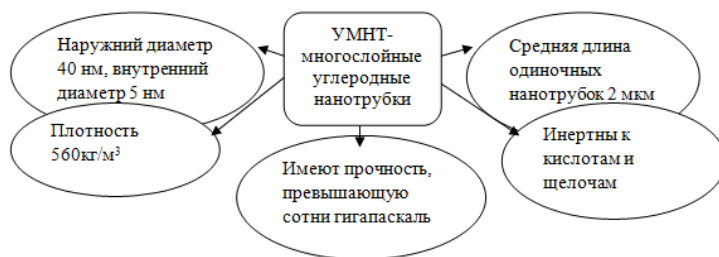 Наружний диаметр
40 нм, внутренний
диаметр 5 нм
УМНТ-
многослойные
углеродные
нанотрубки
Средняя длина
одиночных
нанотрубок 2 мкм
Плотность
560кг/м³
Имеют прочность,
превышающую
сотни гигапаскаль
Инертны к
кислотам и
щелочам